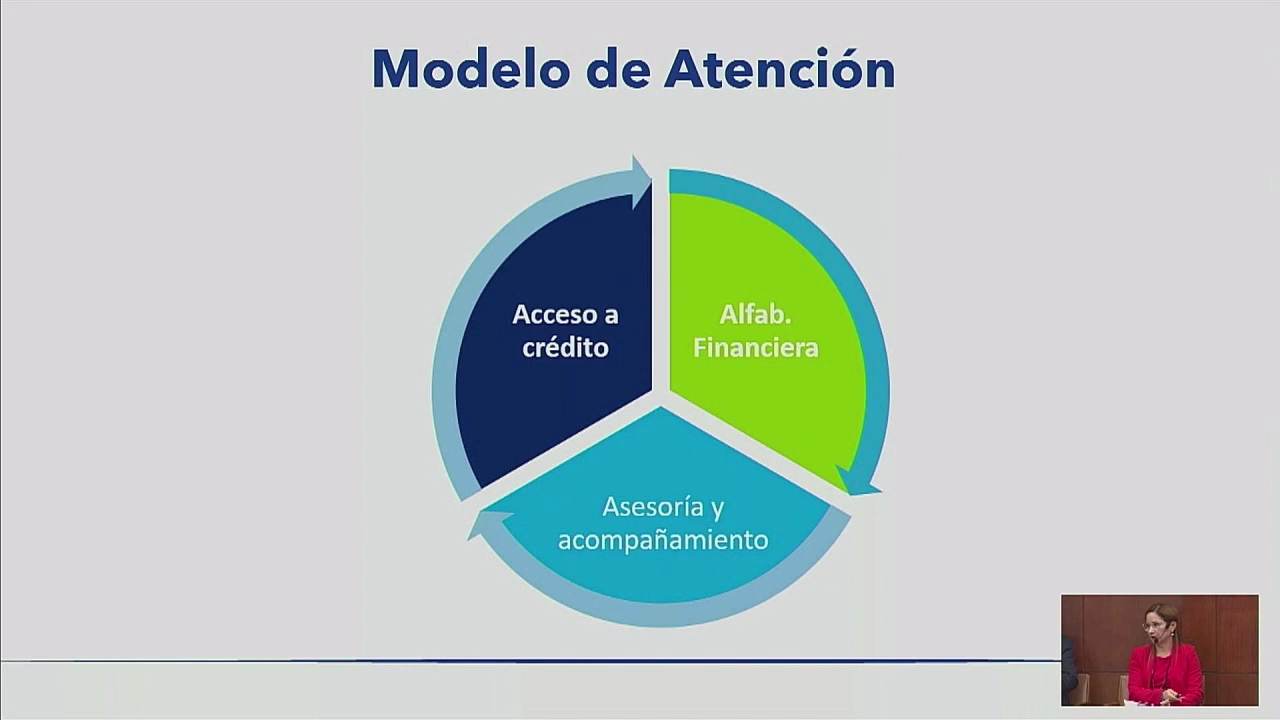 Modelo de Atención
Acceso a
crédito
Alfab.
Financiera
Asesoría y
acompañamiento